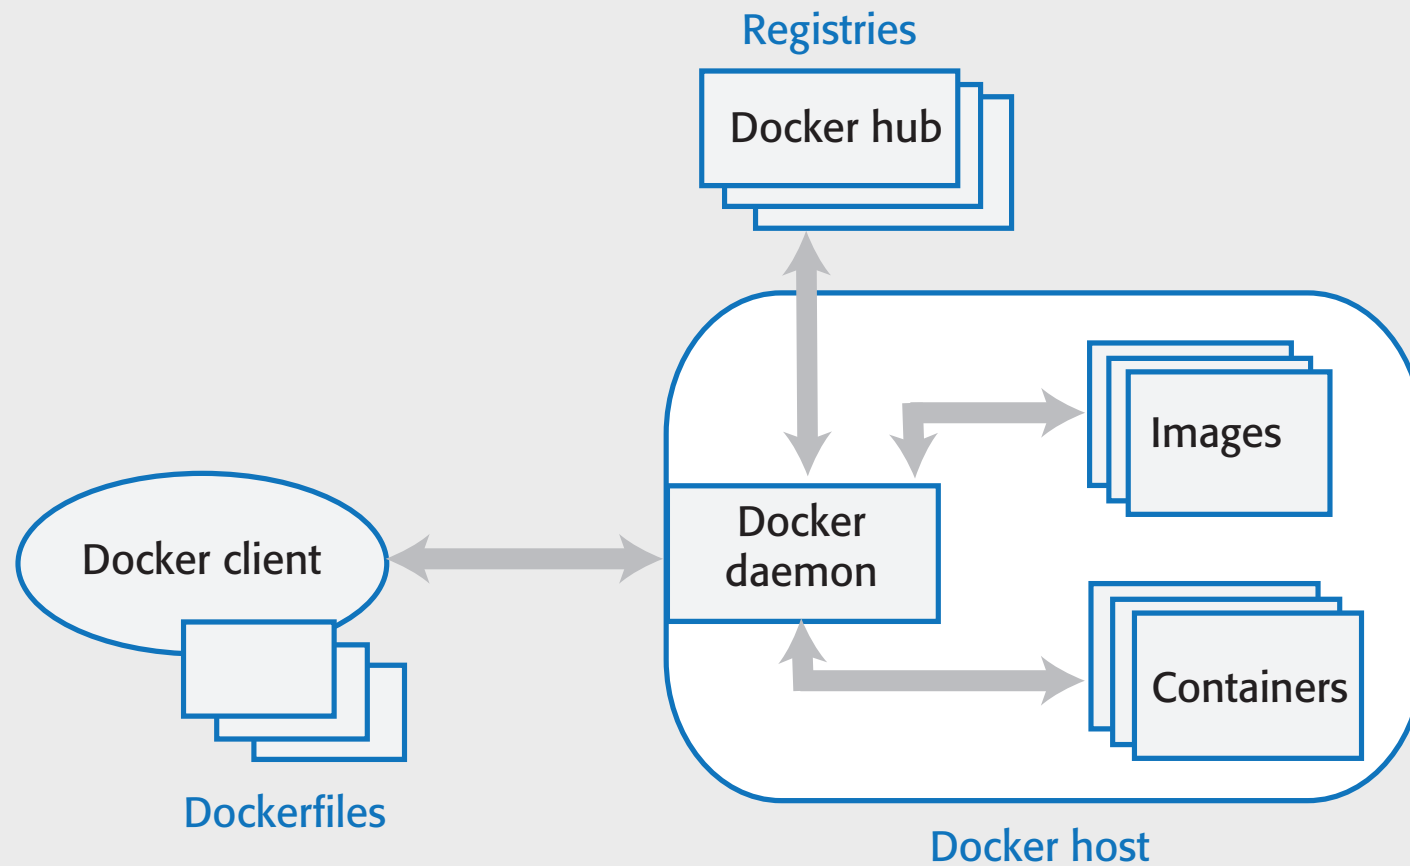 Registries
Docker hub
Images
Docker
daemon
Docker client
Containers
Dockerfiles
Docker host